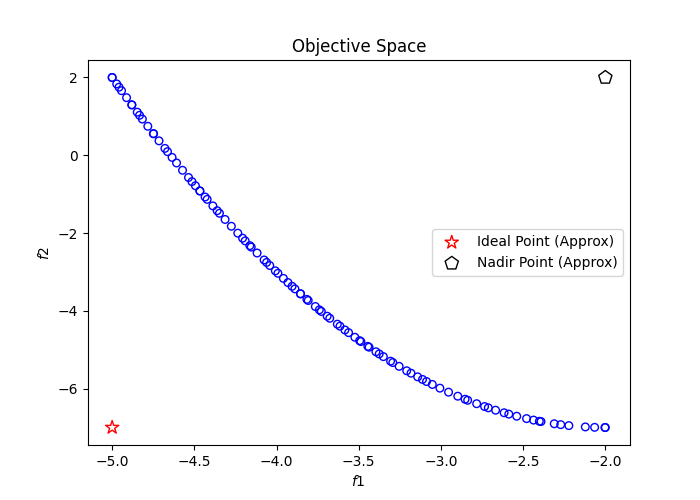 Objective Space
2
0
−2
−4
−6
f2
Ideal Point (Approx)
Nadir Point (Approx)
−5.0 −4.5 −4.0 −3.5 −3.0 −2.5 −2.0
f1